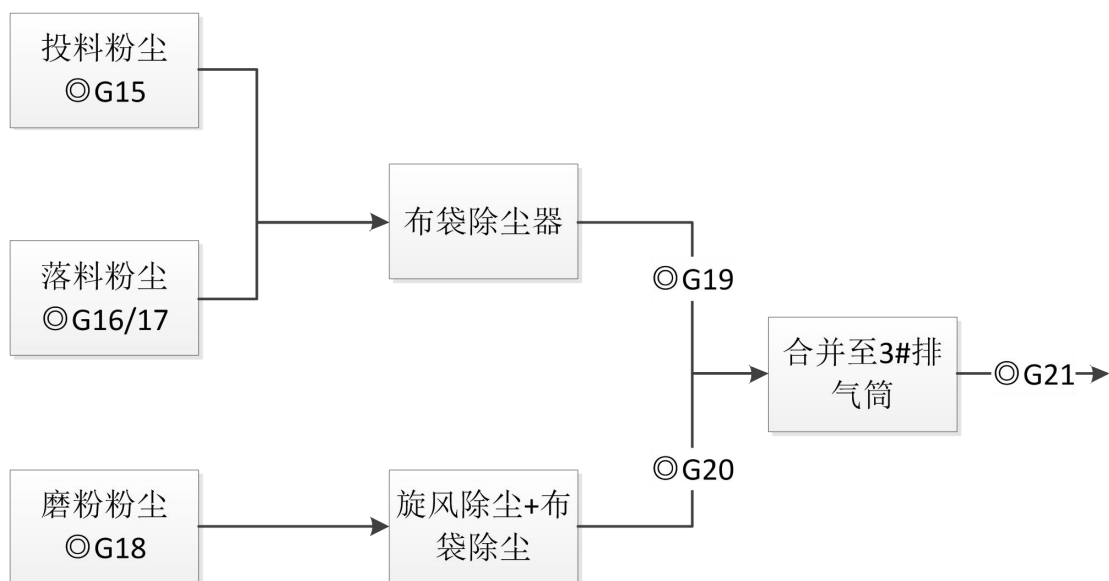 投料粉尘
◎G15
布袋除尘器
落料粉尘
◎G16/17
◎G19
合并至3#排
气筒
◎G21
◎G20
磨粉粉尘
◎G18
旋风除尘+布
袋除尘